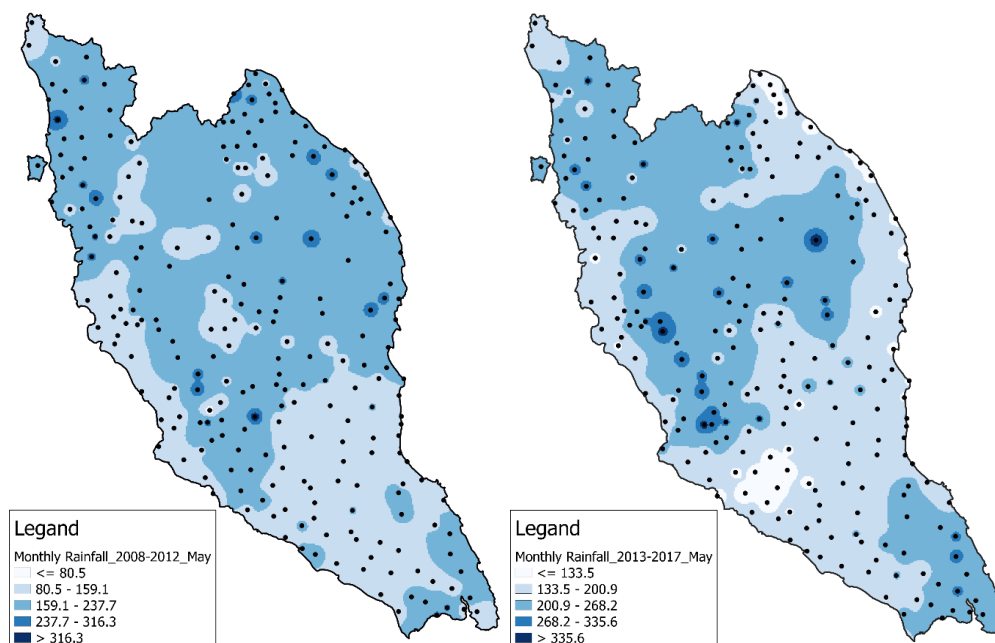 Legand
Monthly Rainfall_2008-2012_May
<= 80.5
80.5 - 159.1
159.1 - 237.7
237.7 - 316.3
> 316.3
Legand
Monthly Rainfall_2013-2017_May
<= 133.5
133.5 - 200.9
200.9 - 268.2
268.2 - 335.6
> 335.6